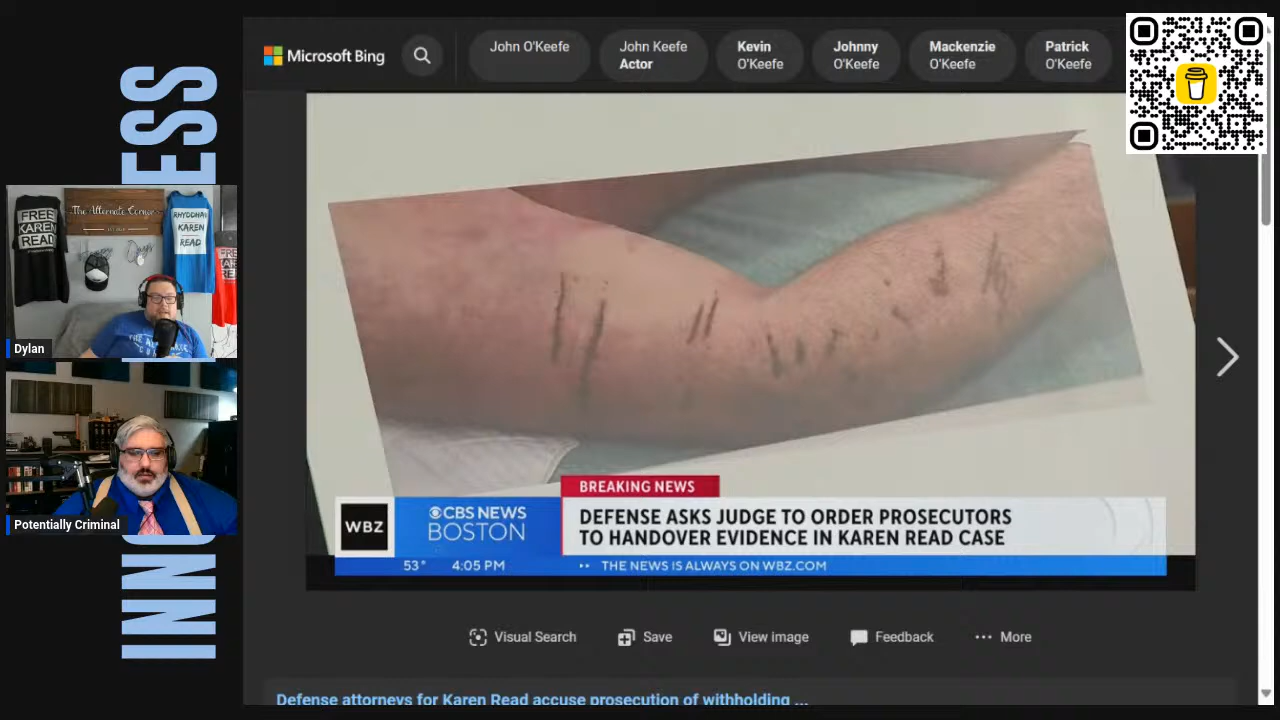 Microsoft Bing
John O'Keefe
John Keefe
Actor
Kevin
O'Keefe
Johnny
O'Keefe
Mackenzie
O'Keefe
Patrick
O'Keefe
ESS
INN
The Alternate Corners
FREE
KAREN
READ
RHYDDHAU
KAREN
READ
Dylan
Potentially Criminal
BREAKING NEWS
WBZ
CBS NEWS
BOSTON
DEFENSE ASKS JUDGE TO ORDER PROSECUTORS
TO HANDOVER EVIDENCE IN KAREN READ CASE
53° 4:05 PM
THE NEWS IS ALWAYS ON WBZ.COM
Visual Search
Save
View image
Feedback
More
Defense attorneys for Karen Read accuse prosecution of withholding ...